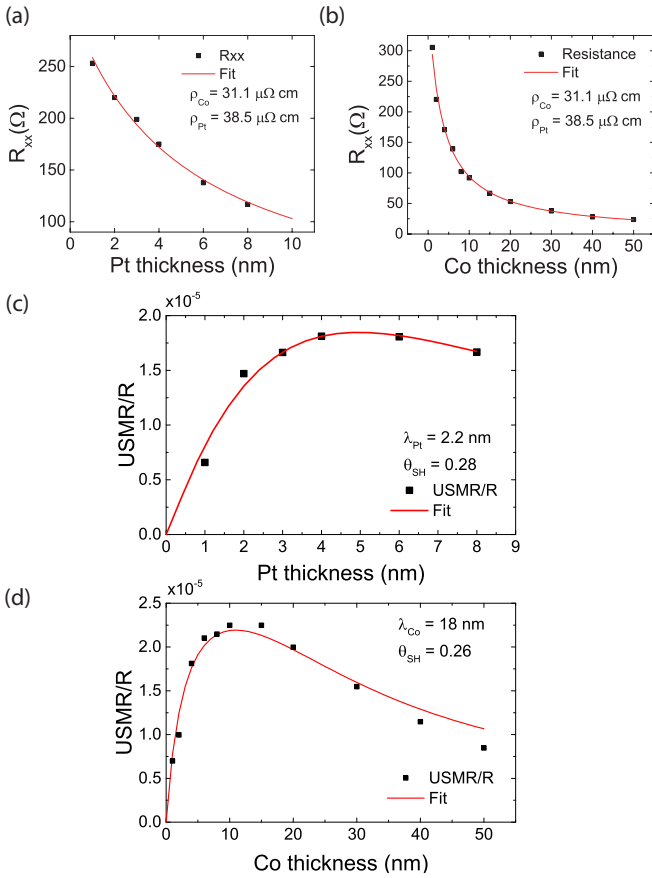 (a)
250
200
150
100
Rxx(Ω)
Rxx
Fit
ρCo = 31.1 μΩ cm
ρPt = 38.5 μΩ cm
0 2 4 6 8 10
Pt thickness (nm)
(b)
300
250
200
150
100
50
0
Rxx(Ω)
Resistance
Fit
ρCo = 31.1 μΩ cm
ρPt = 38.5 μΩ cm
0 10 20 30 40 50
Co thickness (nm)
(c)
x10-5
2.0
1.5
1.0
0.5
0.0
USMR/R
λPt = 2.2 nm
θSH = 0.28
USMR/R
Fit
0 1 2 3 4 5 6 7 8 9
Pt thickness (nm)
(d)
x10-5
2.5
2.0
1.5
1.0
0.5
0.0
USMR/R
λCo = 18 nm
θSH = 0.26
USMR/R
Fit
0 10 20 30 40 50
Co thickness (nm)